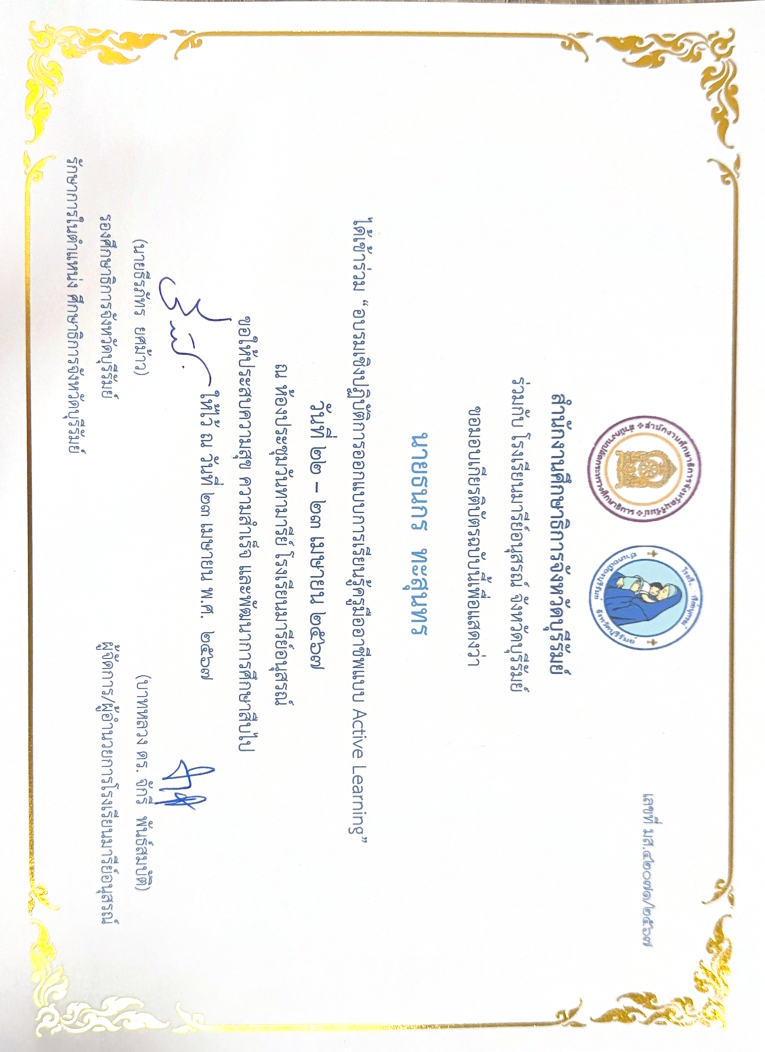 เลขที่ มส.๔๒๐๗๑/๒๕๖๗
สำนักงานศึกษาธิการจังหวัดบุรีรัมย์
ร่วมกับ โรงเรียนมารีย์อนุสรณ์ จังหวัดบุรีรัมย์
ขอมอบเกียรติบัตรฉบับนี้เพื่อแสดงว่า
นายธนกร ทะสุนทร
ได้เข้าร่วม “อบรมเชิงปฏิบัติการออกแบบการเรียนรู้ครูมืออาชีพแบบ Active Learning”
วันที่ ๒๒ – ๒๓ เมษายน ๒๕๖๗
ณ ห้องประชุมวันทามารีย์ โรงเรียนมารีย์อนุสรณ์
ขอให้ประสบความสุข ความสำเร็จ และพัฒนาการศึกษาสืบไป
ให้ไว้ ณ วันที่ ๒๓ เมษายน พ.ศ. ๒๕๖๗
(นายธีรภัทร ยศม้าว)
รองศึกษาธิการจังหวัดบุรีรัมย์
รักษาการในตำแหน่ง ศึกษาธิการจังหวัดบุรีรัมย์
(บาทหลวง ดร. จักรี พันธ์สมบัติ)
ผู้จัดการ/ผู้อำนวยการโรงเรียนมารีย์อนุสรณ์